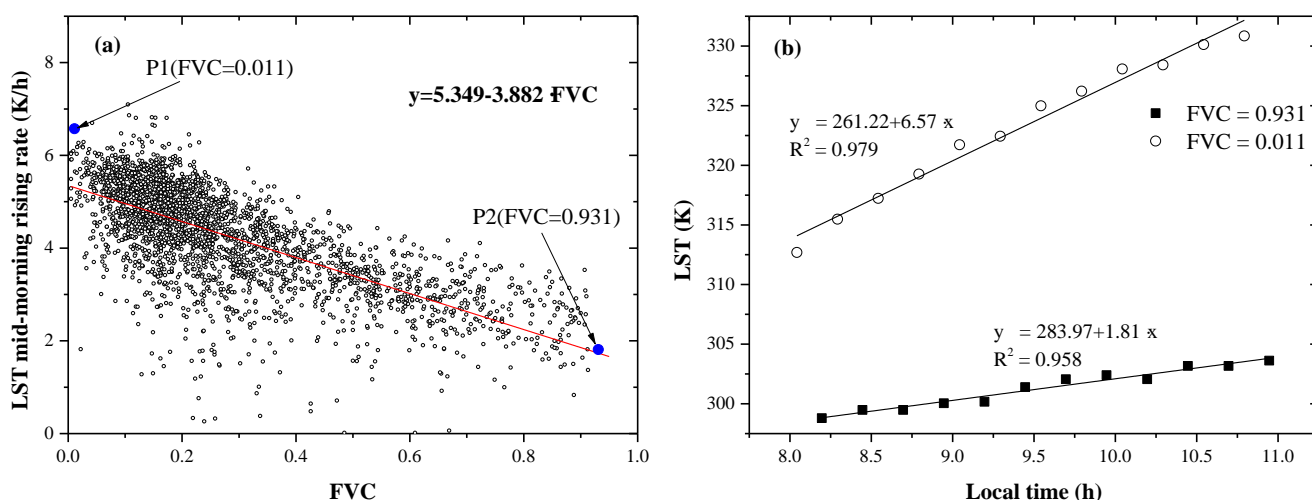 (a)
P1(FVC=0.011)
y=5.349-3.882 •FVC
P2(FVC=0.931)
LST mid-morning rising rate (K/h)
8
6
4
2
0
0.0 0.2 0.4 0.6 0.8 1.0
FVC
(b)
y = 261.22+6.57 x
R² = 0.979
FVC = 0.931
FVC = 0.011
y = 283.97+1.81 x
R² = 0.958
LST (K)
330
325
320
315
305
300
8.0 8.5 9.0 9.5 10.0 10.5 11.0
Local time (h)